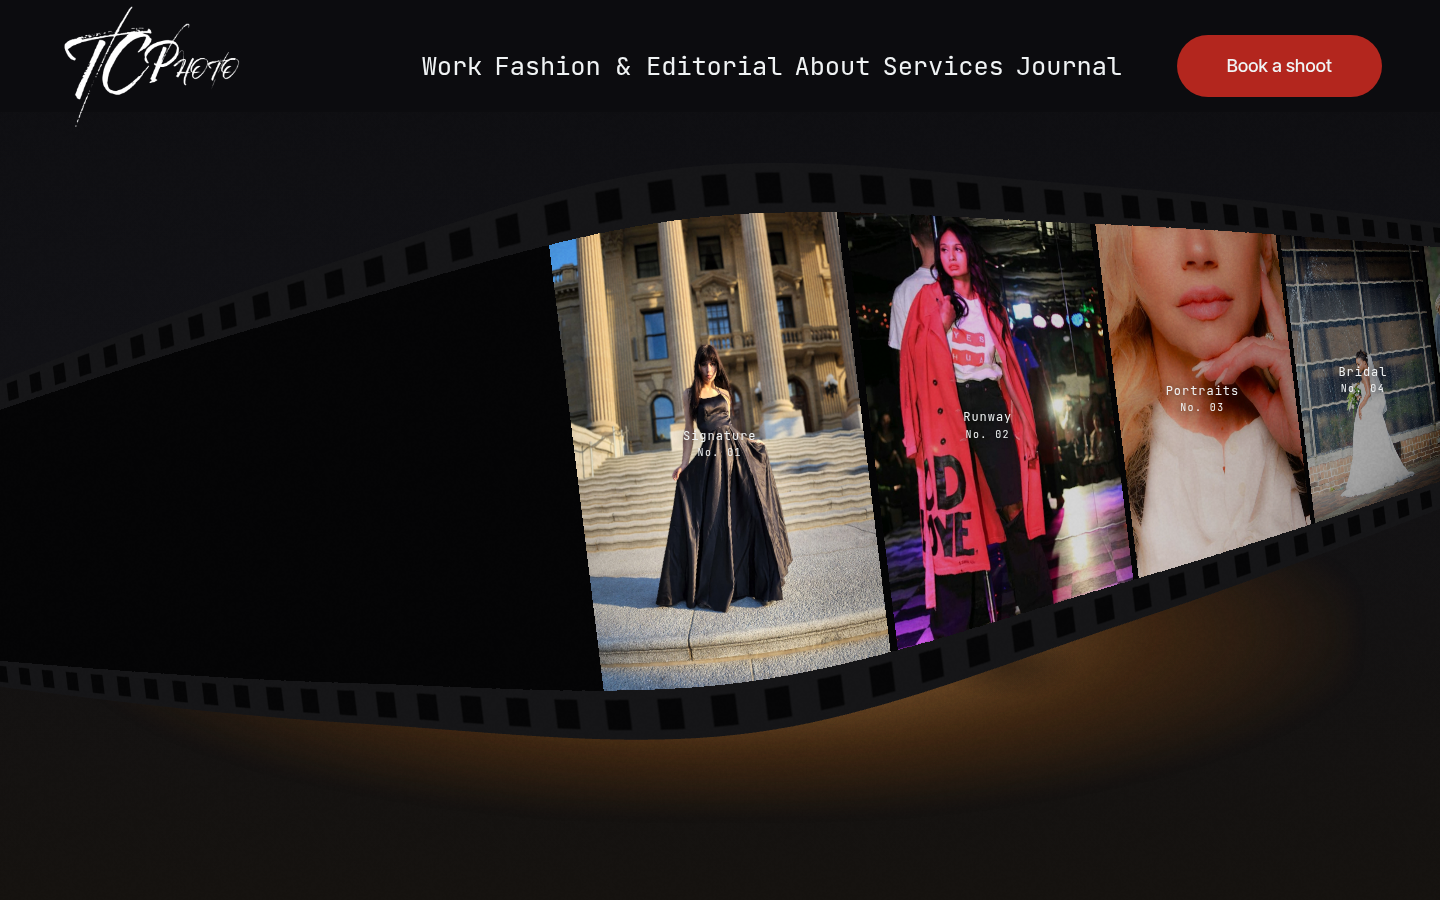 TCPHOTO
Work Fashion & Editorial About Services Journal
Book a shoot
Signature
No. 01
Runway
No. 02
Portraits
No. 03
Bridal
No. 04